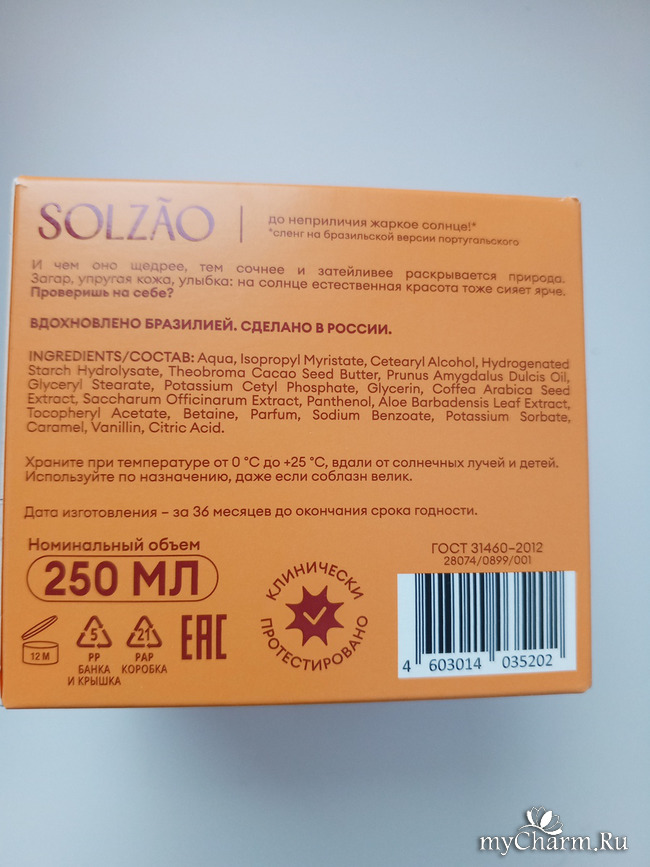 SOLZÃO
до неприличия жаркое солнце!*
*сленг на бразильской версии португальского
И чем оно щедрее, тем сочнее и затейливее раскрывается природа.
Загар, упругая кожа, улыбка: на солнце естественная красота тоже сияет ярче.
Проверишь на себе?
ВДОХНОВЛЕНО БРАЗИЛИЕЙ. СДЕЛАНО В РОССИИ.
INGREDIENTS/СОСТАВ: Aqua, Isopropyl Myristate, Cetearyl Alcohol, Hydrogenated
Starch Hydrolysate, Theobroma Cacao Seed Butter, Prunus Amygdalus Dulcis Oil,
Glyceryl Stearate, Potassium Cetyl Phosphate, Glycerin, Coffea Arabica Seed
Extract, Saccharum Officinarum Extract, Panthenol, Aloe Barbadensis Leaf Extract,
Tocopheryl Acetate, Betaine, Parfum, Sodium Benzoate, Potassium Sorbate,
Caramel, Vanillin, Citric Acid.
Храните при температуре от 0 °C до +25 °C, вдали от солнечных лучей и детей.
Используйте по назначению, даже если соблазн велик.
Дата изготовления – за 36 месяцев до окончания срока годности.
Номинальный объем
250 МЛ
12 M
5
PP
БАНКА
И КРЫШКА
21
PAP
КОРОБКА
EAC
КЛИНИЧЕСКИ
ПРОТЕСТИРОВАНО
ГОСТ 31460-2012
28074/0899/001
4 603014 035202
myCharm.Ru